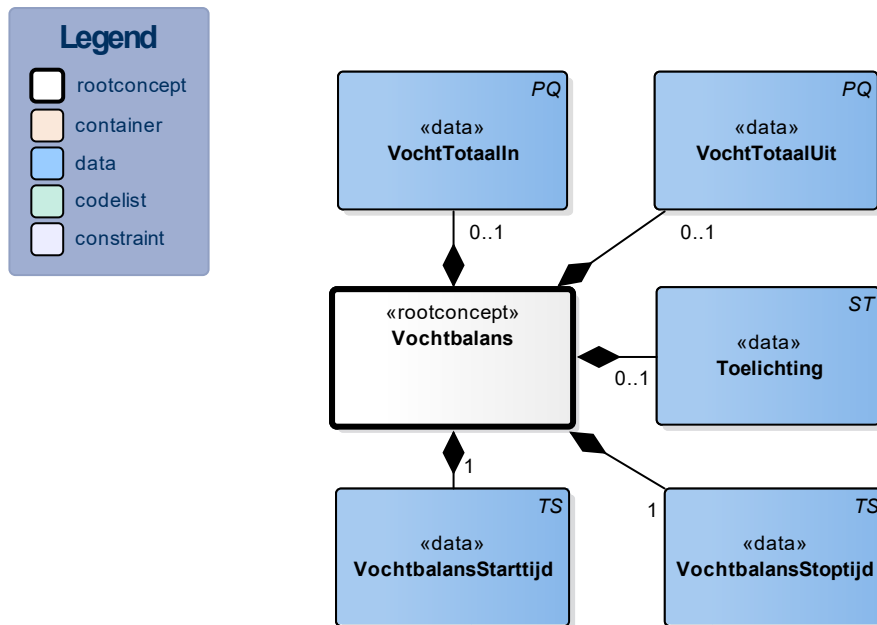 Legend
rootconcept
container
data
codelist
constraint
PQ
«data»
VochtTotaalIn
0..1
PQ
«data»
VochtTotaalUit
0..1
«rootconcept»
Vochtbalans
ST
«data»
Toelichting
0..1
1
TS
«data»
VochtbalansStarttijd
1
TS
«data»
VochtbalansStoptijd